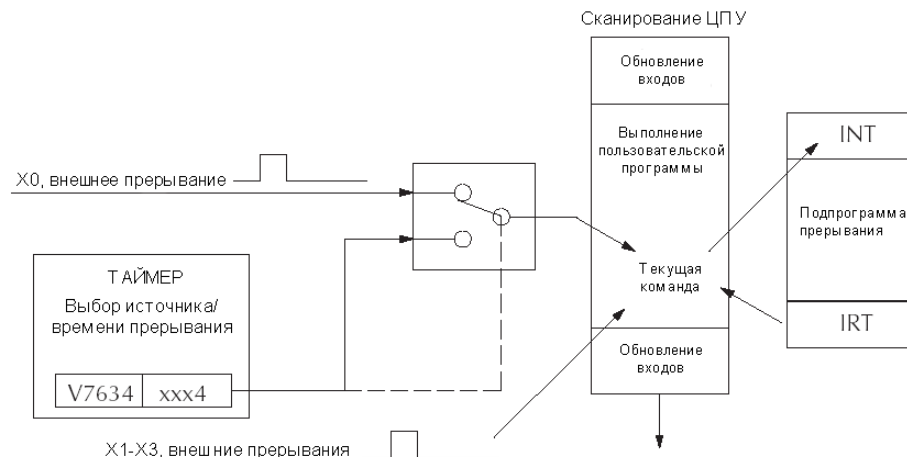 Сканирование ЦПУ
Обновление
входов
Выполнение
пользовательской
программы
INT
X0, внешнее прерывание
Подпрограмма
прерывания
ТАЙМЕР
Выбор источника/
времени прерывания
Текущая
команда
IRT
V7634 xxx4
Обновление
входов
X1-X3, внешние прерывания